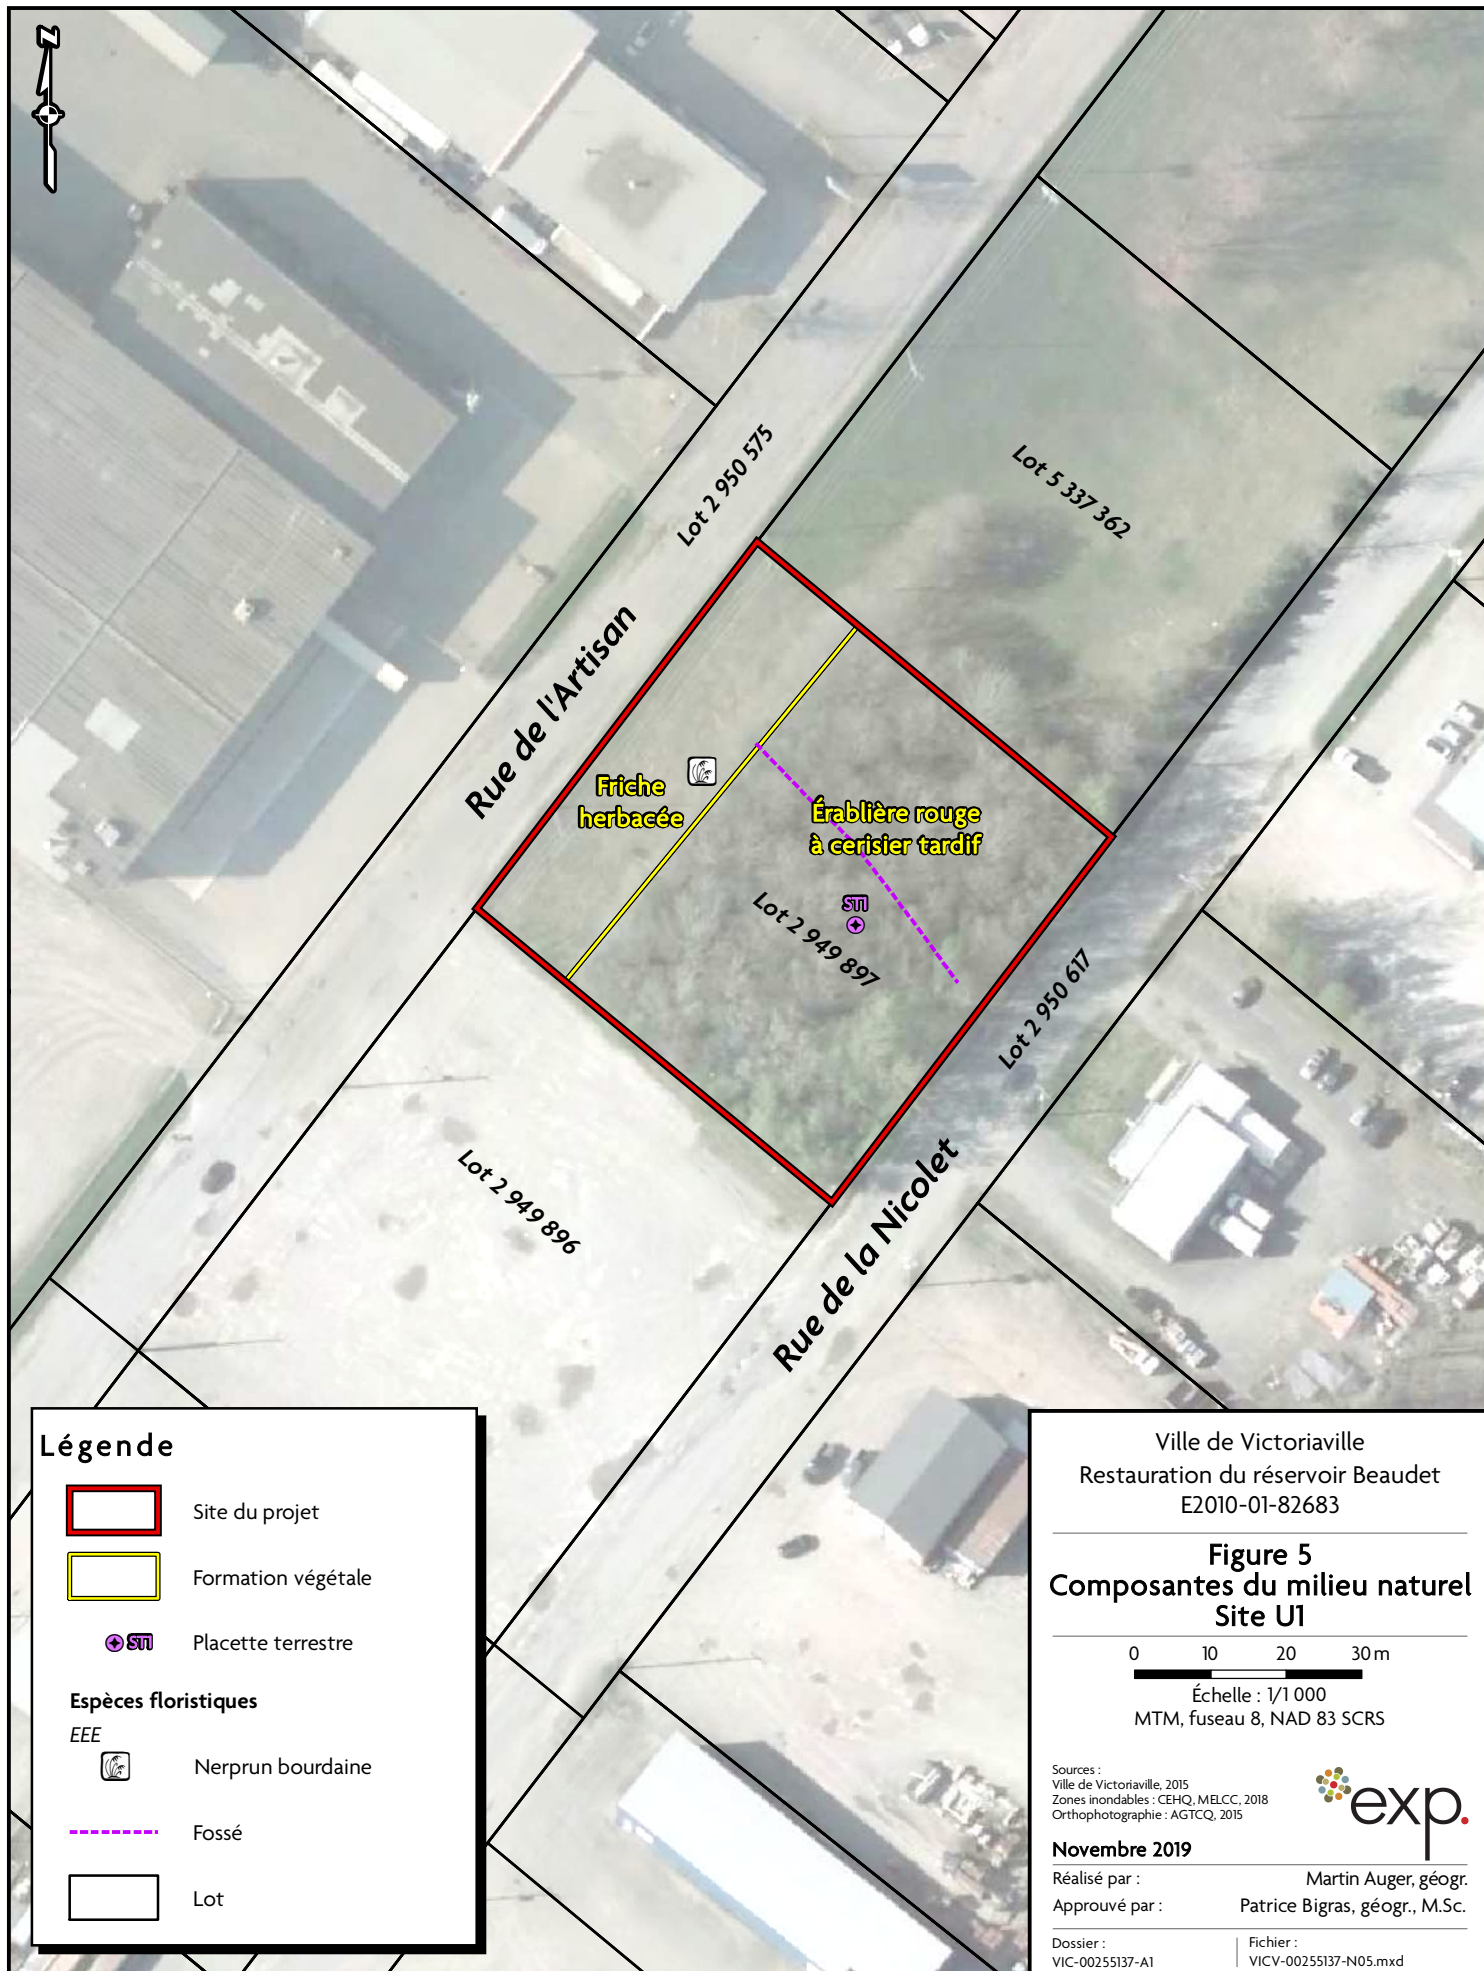 N
Lot 2 950 575
Lot 5 337 362
Rue de l'Artisan
Friche
herbacée
Érablière rouge
à cerisier tardif
ST1
Lot 2 949 897
Lot 2 950 617
Lot 2 949 896
Rue de la Nicolet
Légende
Site du projet
Formation végétale
ST1 Placette terrestre
Espèces floristiques
EEE
Nerprun bourdaine
Fossé
Lot
Ville de Victoriaville
Restauration du réservoir Beaudet
E2010-01-82683
Figure 5
Composantes du milieu naturel
Site U1
0 10 20 30 m
Échelle : 1/1 000
MTM, fuseau 8, NAD 83 SCRS
Sources :
Ville de Victoriaville, 2015
Zones inondables : CEHQ, MELCC, 2018
Orthophotographie : AGTCQ, 2015
exp.
Novembre 2019
Réalisé par : Martin Auger, géogr.
Approuvé par : Patrice Bigras, géogr., M.Sc.
Dossier : Fichier :
VIC-00255137-A1 VICV-00255137-N05.mxd